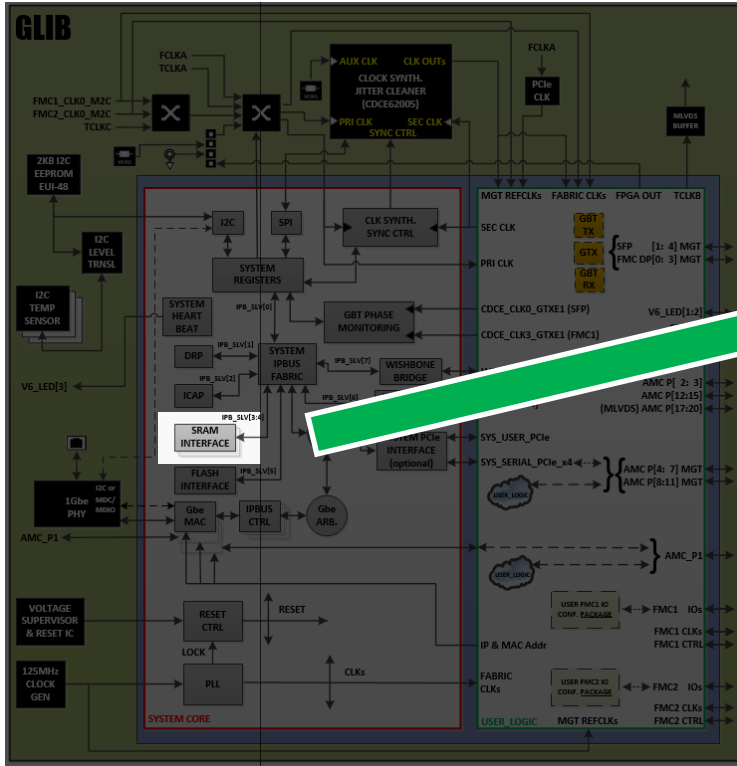 GLIB
FCLKA
TCLKA
FMC1_CLK0_M2C
FMC2_CLK0_M2C
TCLKC
AUX CLK
CLK OUTs
CLOCK SYNTH.
JITTER CLEANER
(CDCE62005)
PRI CLK
SEC CLK
SYNC CTRL
FCLKA
PCIe
CLK
MLVDS
BUFFER
2KB I2C
EEPROM
EUI-48
I2C
LEVEL
TRNSL
I2C
TEMP
SENSOR
V6_LED[3]
1Gbe
PHY
I2C or
MDC/
MDIO
AMC_P1
VOLTAGE
SUPERVISOR
& RESET IC
125MHz
CLOCK
GEN
I2C
SPI
CLK SYNTH.
SYNC CTRL
SYSTEM
REGISTERS
IPB_SLV[0]
SYSTEM
HEART
BEAT
GBT PHASE
MONITORING
DRP
IPB_SLV[1]
SYSTEM
IPBUS
FABRIC
IPB_SLV[7]
WISHBONE
BRIDGE
ICAP
IPB_SLV[2]
IPB_SLV[6]
IPB_SLV[3:4]
SRAM
INTERFACE
INTERFACE
(optional)
FLASH
INTERFACE
IPB_SLV[5]
Gbe
MAC
IPBUS
CTRL
Gbe
ARB.
RESET
CTRL
RESET
LOCK
PLL
CLKs
SYSTEM CORE
MGT REFCLKs
FABRIC CLKs
FPGA OUT
TCLKB
SEC CLK
PRI CLK
GBT
TX
GTX
GBT
RX
SFP [1: 4] MGT
FMC DP[0: 3] MGT
CDCE_CLK0_GTXE1 (SFP)
CDCE_CLK3_GTXE1 (FMC1)
V6_LED[1:2]
AMC P[ 2: 3]
AMC P[12:15]
(MLVDS) AMC P[17:20]
SYS_USER_PCIe
SYS_SERIAL_PCIe_x4
AMC P[4: 7] MGT
AMC P[8:11] MGT
USER_LOGIC
AMC_P1
USER_LOGIC
USER FMC1 IO
CONF. PACKAGE
FMC1 IOs
FMC1 CLKs
FMC1 CTRL
IP & MAC Addr
FABRIC
CLKs
USER FMC2 IO
CONF. PACKAGE
FMC2 IOs
FMC2 CLKs
FMC2 CTRL
USER_LOGIC
MGT REFCLKs